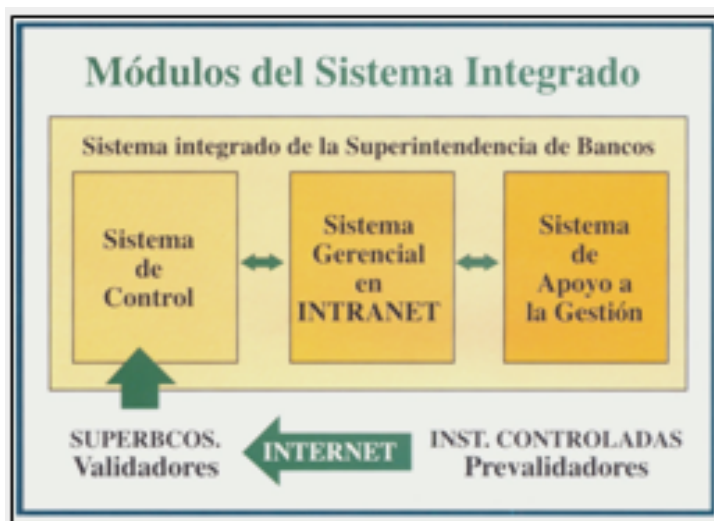 Módulos del Sistema Integrado
Sistema integrado de la Superintendencia de Bancos
Sistema
de
Control
Sistema
Gerencial
en
INTRANET
Sistema
de
Apoyo a
la Gestión
SUPERBCOS.
Validadores
INTERNET
INST. CONTROLADAS
Prevalidadores